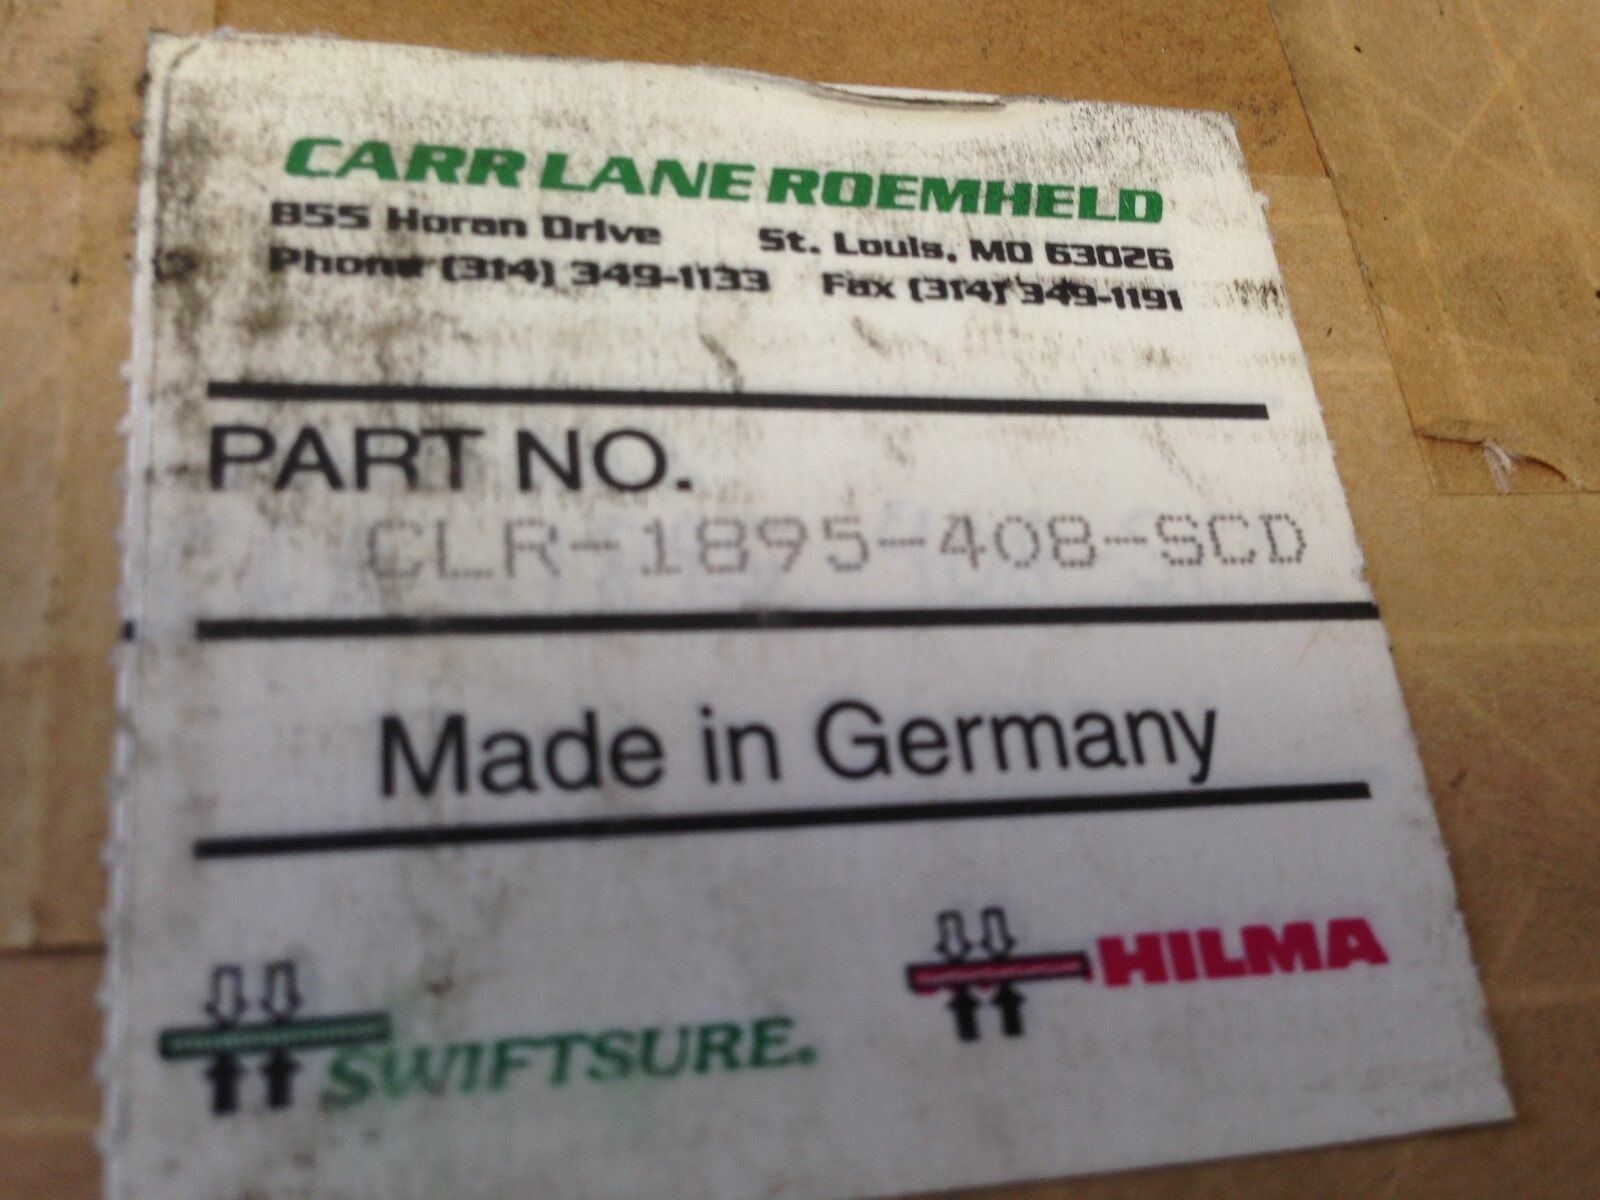 CARR LANE ROEMHELD
855 Horan Drive St. Louis, MO 63026
Phone (314) 349-1133 Fax (314) 349-1191
PART NO.
CLR-1895-408-SCD
Made in Germany
HILMA
SWIFTSURE®